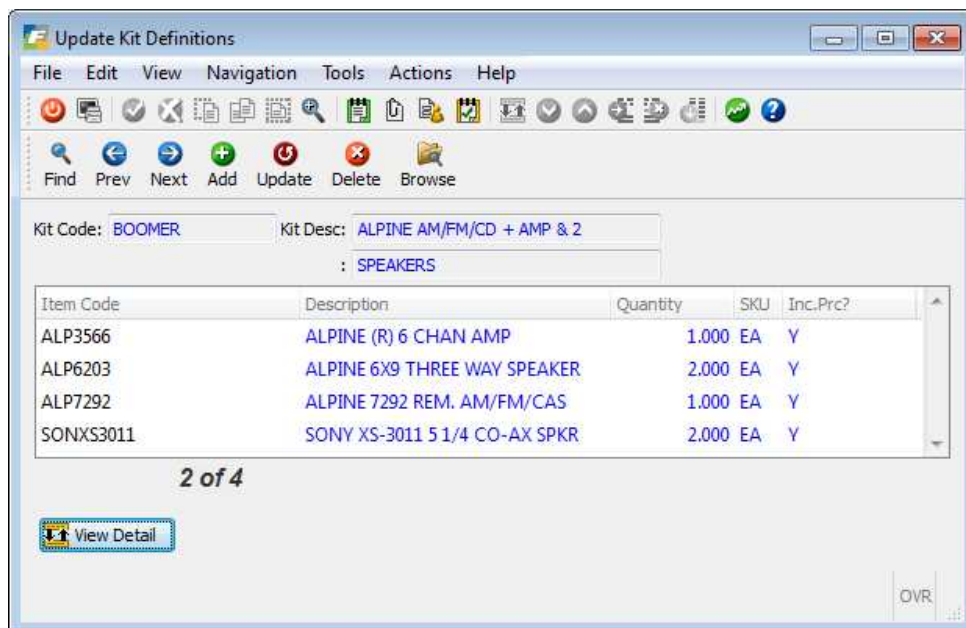 Update Kit Definitions
File Edit View Navigation Tools Actions Help
Find Prev Next Add Update Delete Browse
Kit Code: BOOMER Kit Desc: ALPINE AM/FM/CD + AMP & 2
: SPEAKERS
Item Code Description Quantity SKU Inc.Prc?
ALP3566 ALPINE (R) 6 CHAN AMP 1.000 EA Y
ALP6203 ALPINE 6X9 THREE WAY SPEAKER 2.000 EA Y
ALP7292 ALPINE 7292 REM. AM/FM/CAS 1.000 EA Y
SONXS3011 SONY XS-3011 5 1/4 CO-AX SPKR 2.000 EA Y
2 of 4
View Detail
OVR